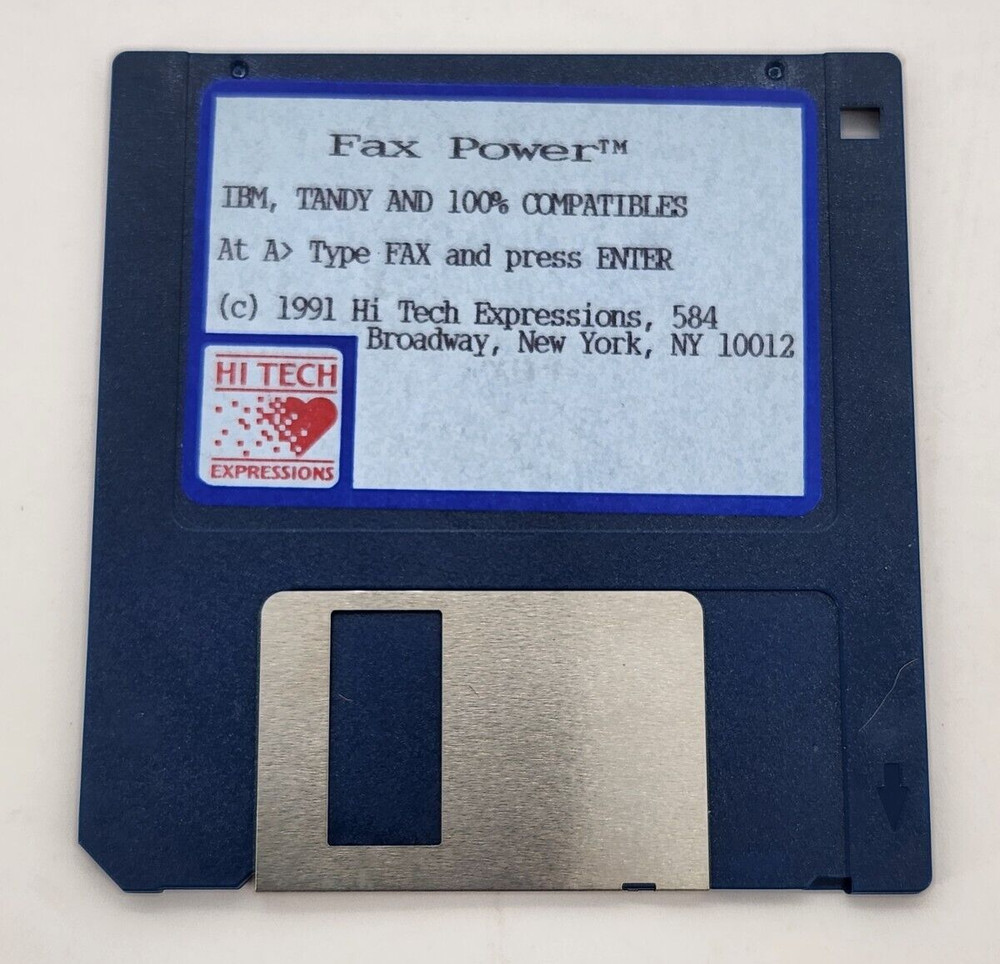 Fax Power™
IBM, TANDY AND 100% COMPATIBLES
At A> Type FAX and press ENTER
(c) 1991 Hi Tech Expressions, 584
Broadway, New York, NY 10012
HI TECH
EXPRESSIONS